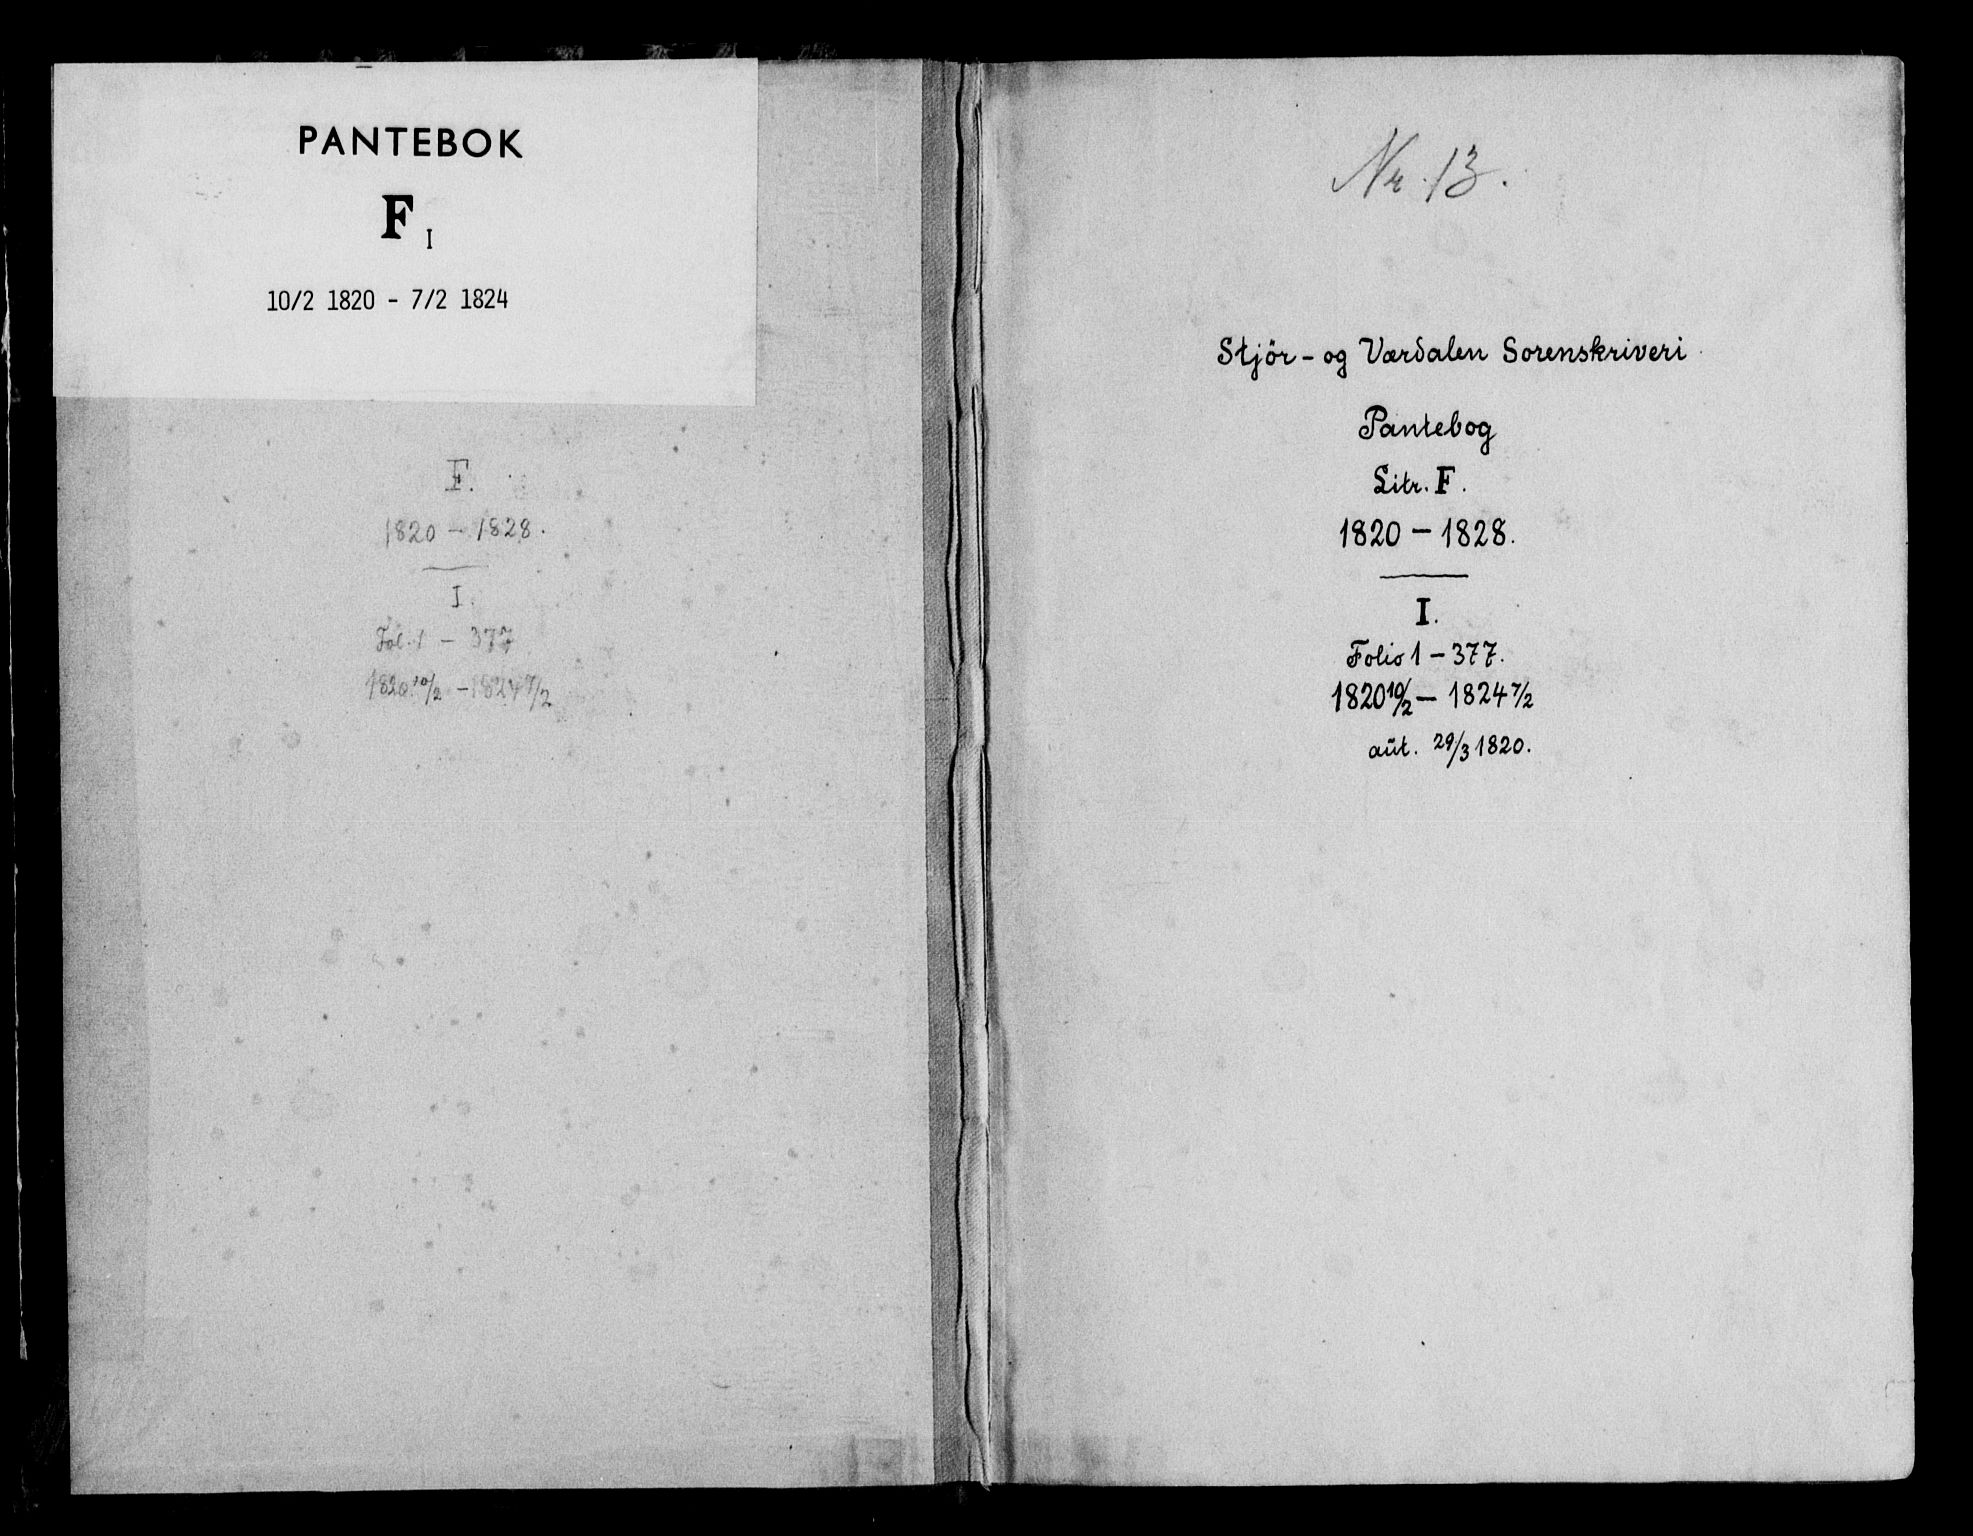 PANTEBOK
F I
10/2 1820 - 7/2 1824
F.
1820 - 1828.
I.
Fol. 1 - 377
1820 10/2 - 1824 7/2
Nr. 13.
Stjör- og Værdalen Sorenskriveri
Pantebog
Litr. F.
1820 - 1828.
I.
Folio 1 - 377.
1820 10/2 - 1824 7/2
aut. 29/3 1820.